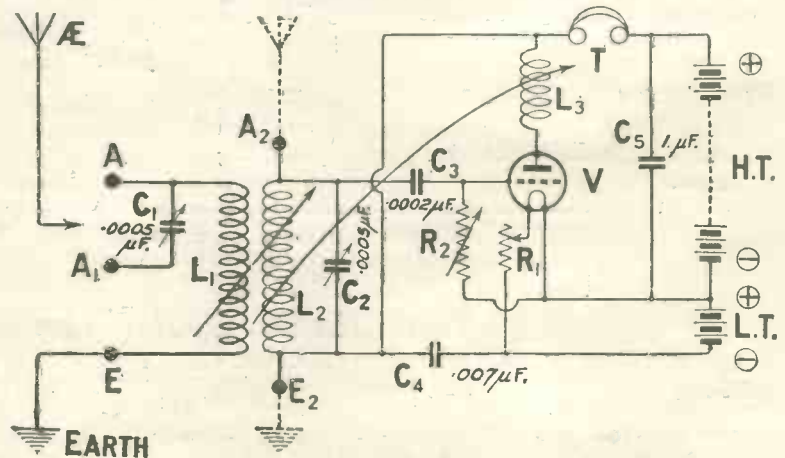 Æ
T
⊕
A₂
L₃
A
C₃
C₅
1 µF.
C₁
.0005
µF.
.0002µF.
V
H.T.
A₁
.0005µF.
R₂
R₁
L₁
L₂
C₂
⊖
⊕
L.T.
E
C₄
.007µF.
⊖
E₂
EARTH